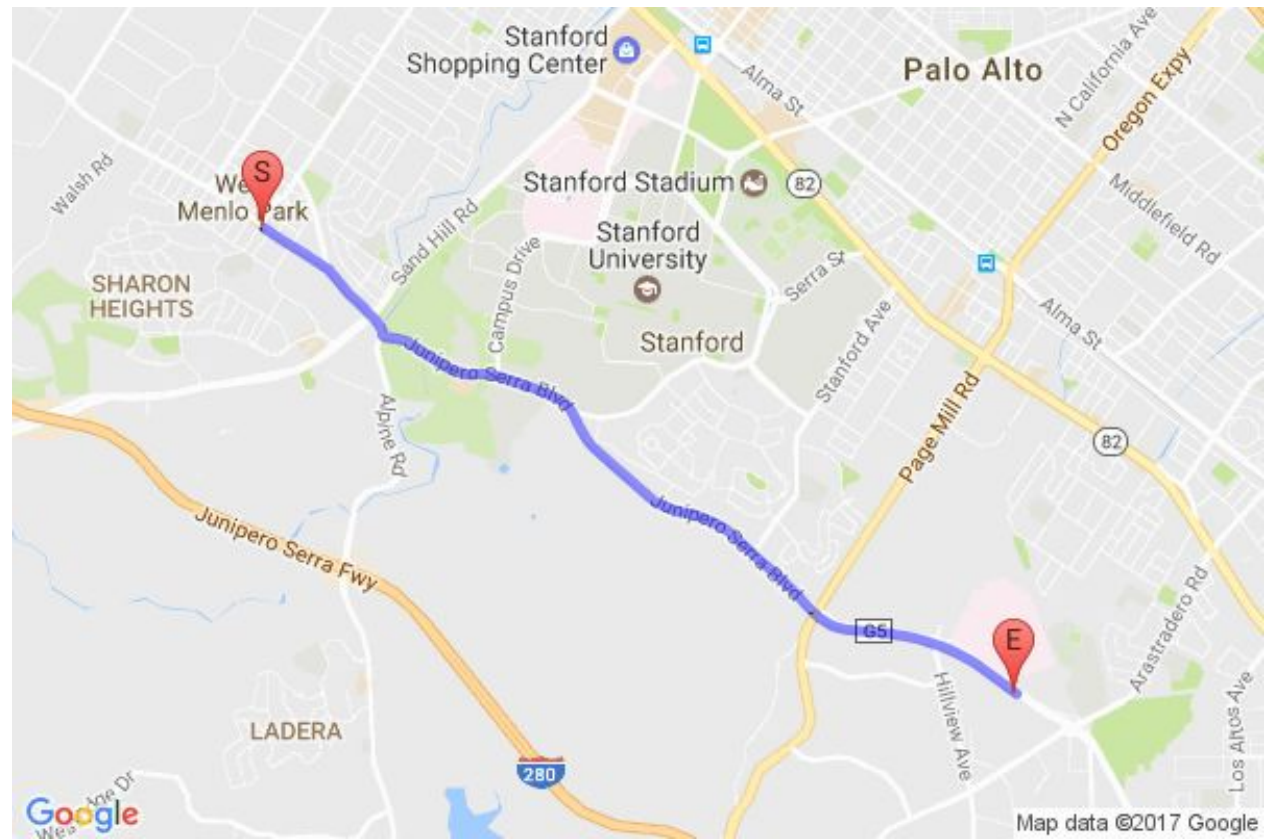 Stanford
Shopping Center
Palo Alto
N California Ave
Oregon Expy
Alma St
Walsh Rd
S
Menlo Park
Stanford Stadium
82
Middlefield Rd
Sand Hill Rd
Stanford
University
SHARON
HEIGHTS
Campus Drive
Serra St
Alma St
Stanford
Stanford Ave
Junipero Serra Blvd
Page Mill Rd
82
Alpine Rd
Junipero Serra Fwy
Junipero Serra Blvd
G5
E
Arastradero Rd
Hillview Ave
Los Altos Ave
LADERA
280
Google
Map data ©2017 Google